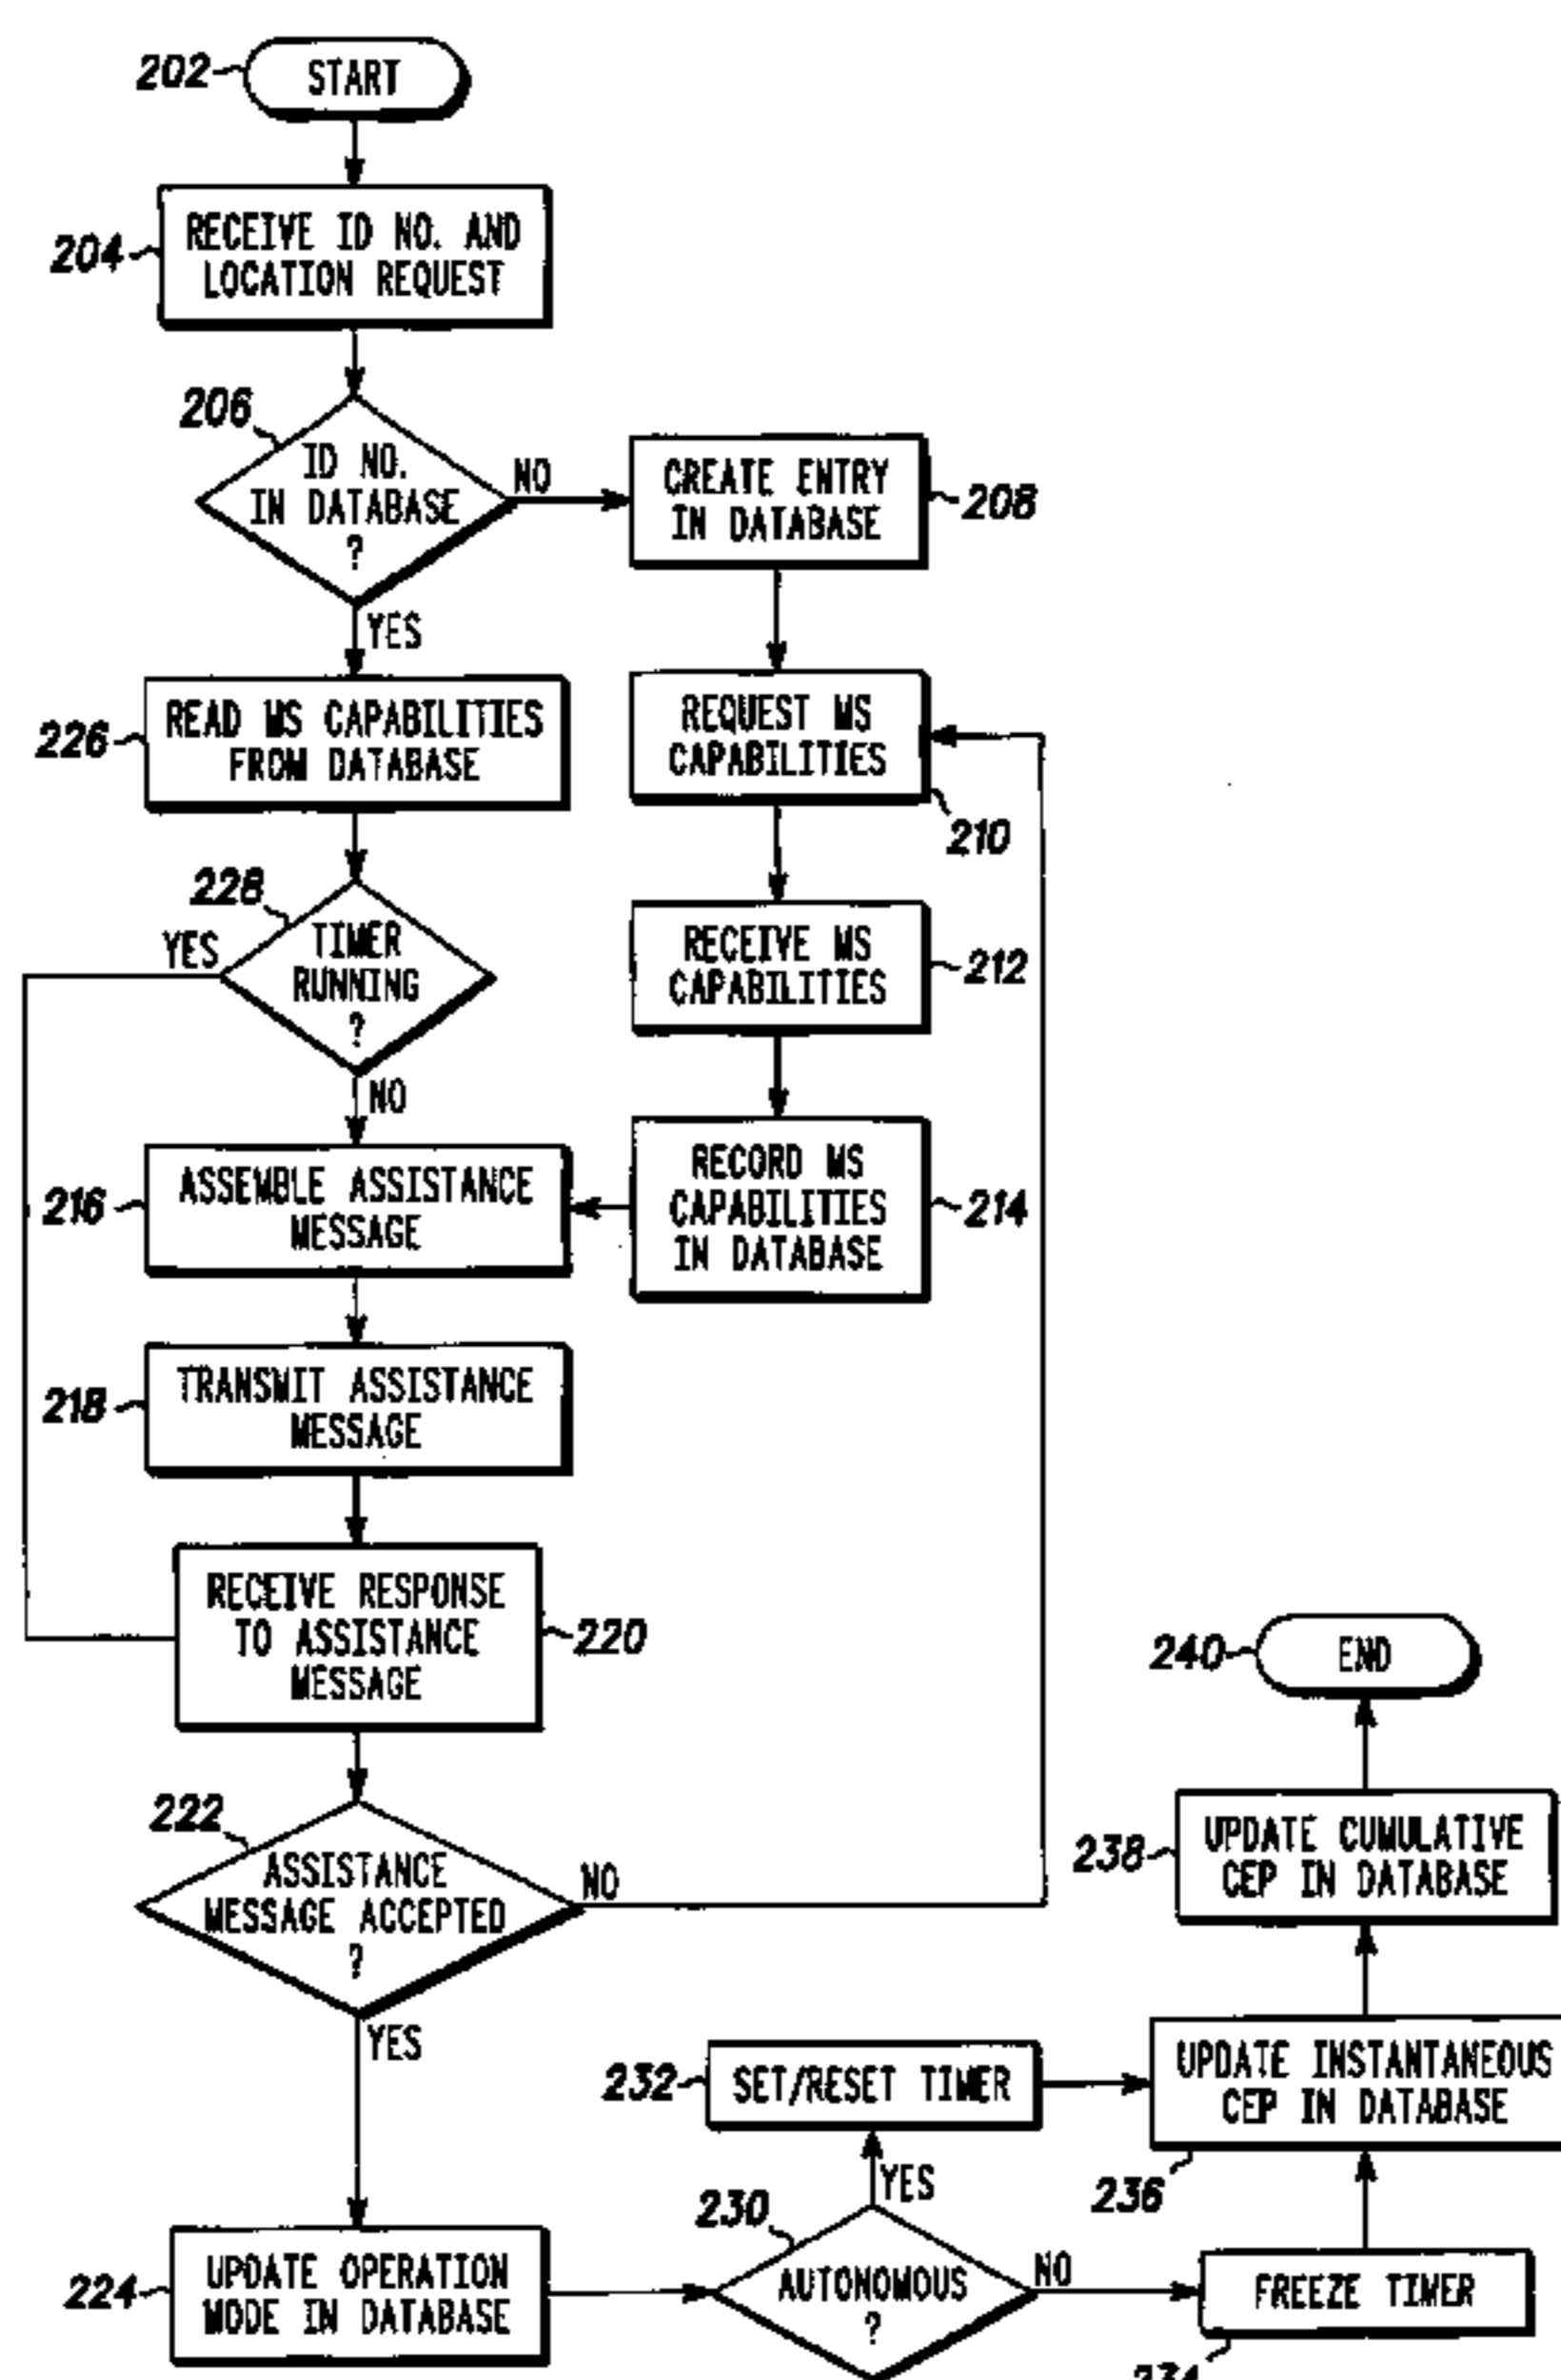 202
START
204
RECEIVE ID NO. AND
LOCATION REQUEST
206
ID NO.
IN DATABASE
?
NO
YES
CREATE ENTRY
IN DATABASE
208
226
READ MS CAPABILITIES
FROM DATABASE
REQUEST MS
CAPABILITIES
210
228
YES
TIMER
RUNNING
?
NO
RECEIVE MS
CAPABILITIES
212
216
ASSEMBLE ASSISTANCE
MESSAGE
RECORD MS
CAPABILITIES
IN DATABASE
214
218
TRANSMIT ASSISTANCE
MESSAGE
RECEIVE RESPONSE
TO ASSISTANCE
MESSAGE
220
240
END
222
ASSISTANCE
MESSAGE ACCEPTED
?
NO
YES
238
UPDATE CUMULATIVE
CEP IN DATABASE
232
SET/RESET TIMER
UPDATE INSTANTANEOUS
CEP IN DATABASE
236
224
UPDATE OPERATION
MODE IN DATABASE
230
YES
AUTONOMOUS
?
NO
FREEZE TIMER
234